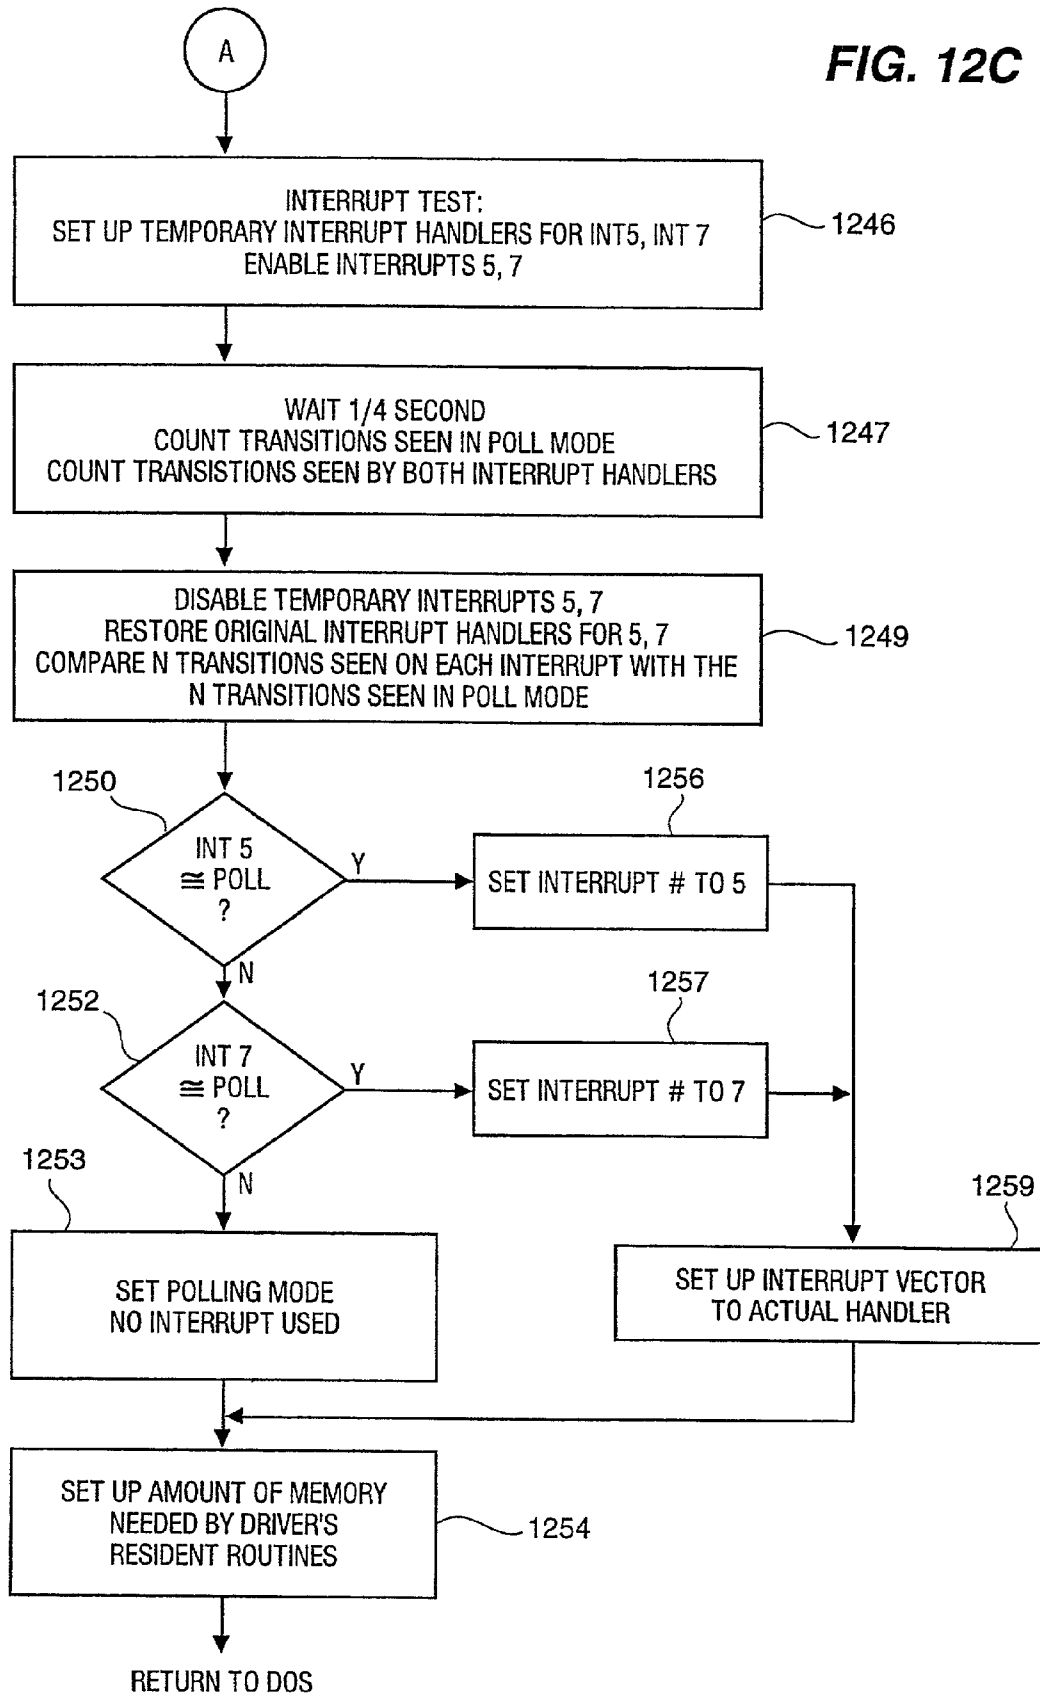 A
FIG. 12C
INTERRUPT TEST:
SET UP TEMPORARY INTERRUPT HANDLERS FOR INT5, INT 7
ENABLE INTERRUPTS 5, 7
1246
WAIT 1/4 SECOND
COUNT TRANSITIONS SEEN IN POLL MODE
COUNT TRANSISTIONS SEEN BY BOTH INTERRUPT HANDLERS
1247
DISABLE TEMPORARY INTERRUPTS 5, 7
RESTORE ORIGINAL INTERRUPT HANDLERS FOR 5, 7
COMPARE N TRANSITIONS SEEN ON EACH INTERRUPT WITH THE
N TRANSITIONS SEEN IN POLL MODE
1249
1250
INT 5
≅ POLL
?
Y
N
1256
SET INTERRUPT # TO 5
1252
INT 7
≅ POLL
?
Y
N
1257
SET INTERRUPT # TO 7
1253
SET POLLING MODE
NO INTERRUPT USED
1259
SET UP INTERRUPT VECTOR
TO ACTUAL HANDLER
SET UP AMOUNT OF MEMORY
NEEDED BY DRIVER'S
RESIDENT ROUTINES
1254
RETURN TO DOS